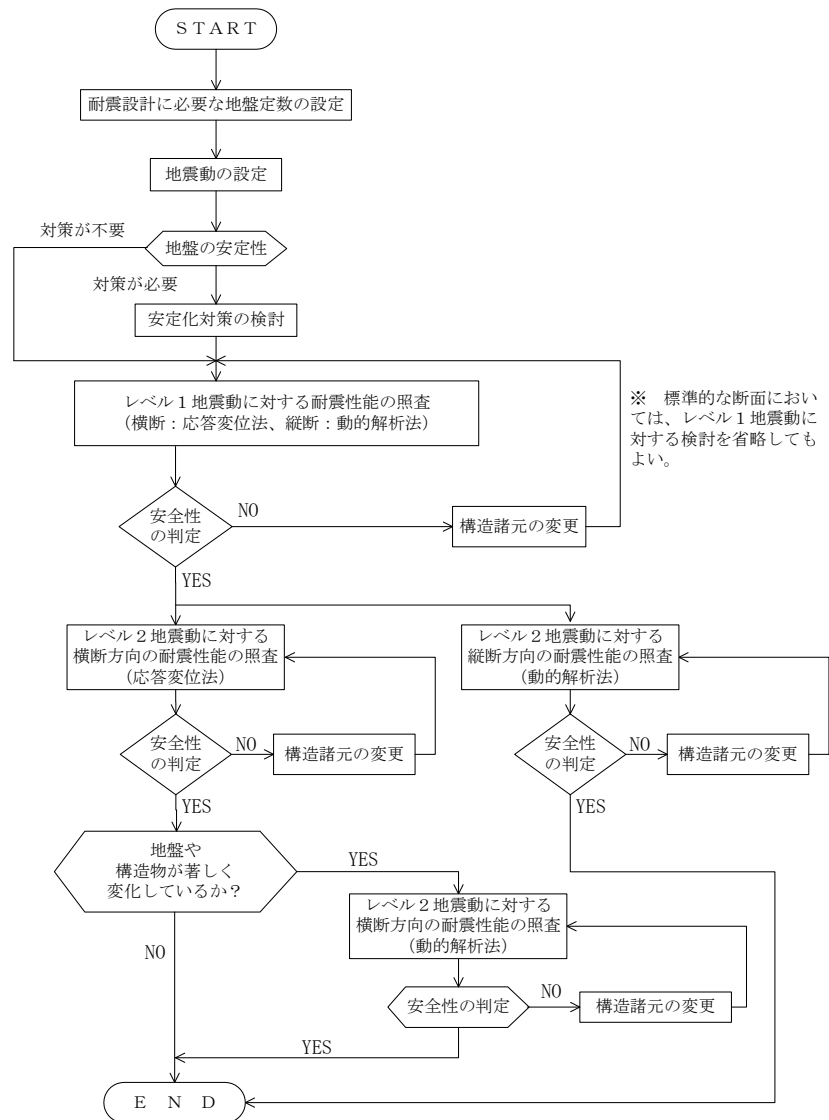 ＳＴＡＲＴ
耐震設計に必要な地盤定数の設定
地震動の設定
対策が不要
地盤の安定性
対策が必要
安定化対策の検討
レベル１地震動に対する耐震性能の照査
（横断：応答変位法、縦断：動的解析法）
※　標準的な断面におい
ては、レベル１地震動に
対する検討を省略しても
よい。
安全性
の判定
NO
構造諸元の変更
YES
レベル２地震動に対する
横断方向の耐震性能の照査
（応答変位法）
レベル２地震動に対する
縦断方向の耐震性能の照査
（動的解析法）
安全性
の判定
NO
構造諸元の変更
YES
安全性
の判定
NO
構造諸元の変更
YES
地盤や
構造物が著しく
変化しているか？
YES
NO
レベル２地震動に対する
横断方向の耐震性能の照査
（動的解析法）
安全性の判定
NO
構造諸元の変更
YES
Ｅ　Ｎ　Ｄ